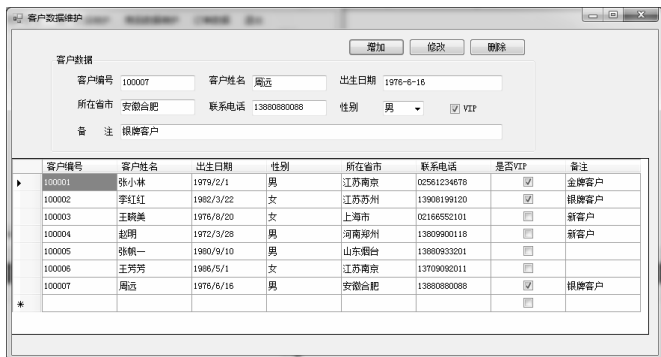 客户数据维护
增加 修改 删除
客户数据
客户编号 100007 客户姓名 周远 出生日期 1976-6-16
所在省市 安徽合肥 联系电话 13880880088 性别 男 VIP
备 注 银牌客户
客户编号 客户姓名 出生日期 性别 所在省市 联系电话 是否VIP 备注
100001 张小林 1979/2/1 男 江苏南京 02561234678 金牌客户
100002 李红红 1982/3/22 女 江苏苏州 13908199120 银牌客户
100003 王晓美 1976/8/20 女 上海市 02166552101 新客户
100004 赵明 1972/3/28 男 河南郑州 13809900118 新客户
100005 张帆一 1980/9/10 男 山东烟台 13880933201
100006 王芳芳 1986/5/1 女 江苏南京 13709092011
100007 周远 1976/6/16 男 安徽合肥 13880880088 银牌客户